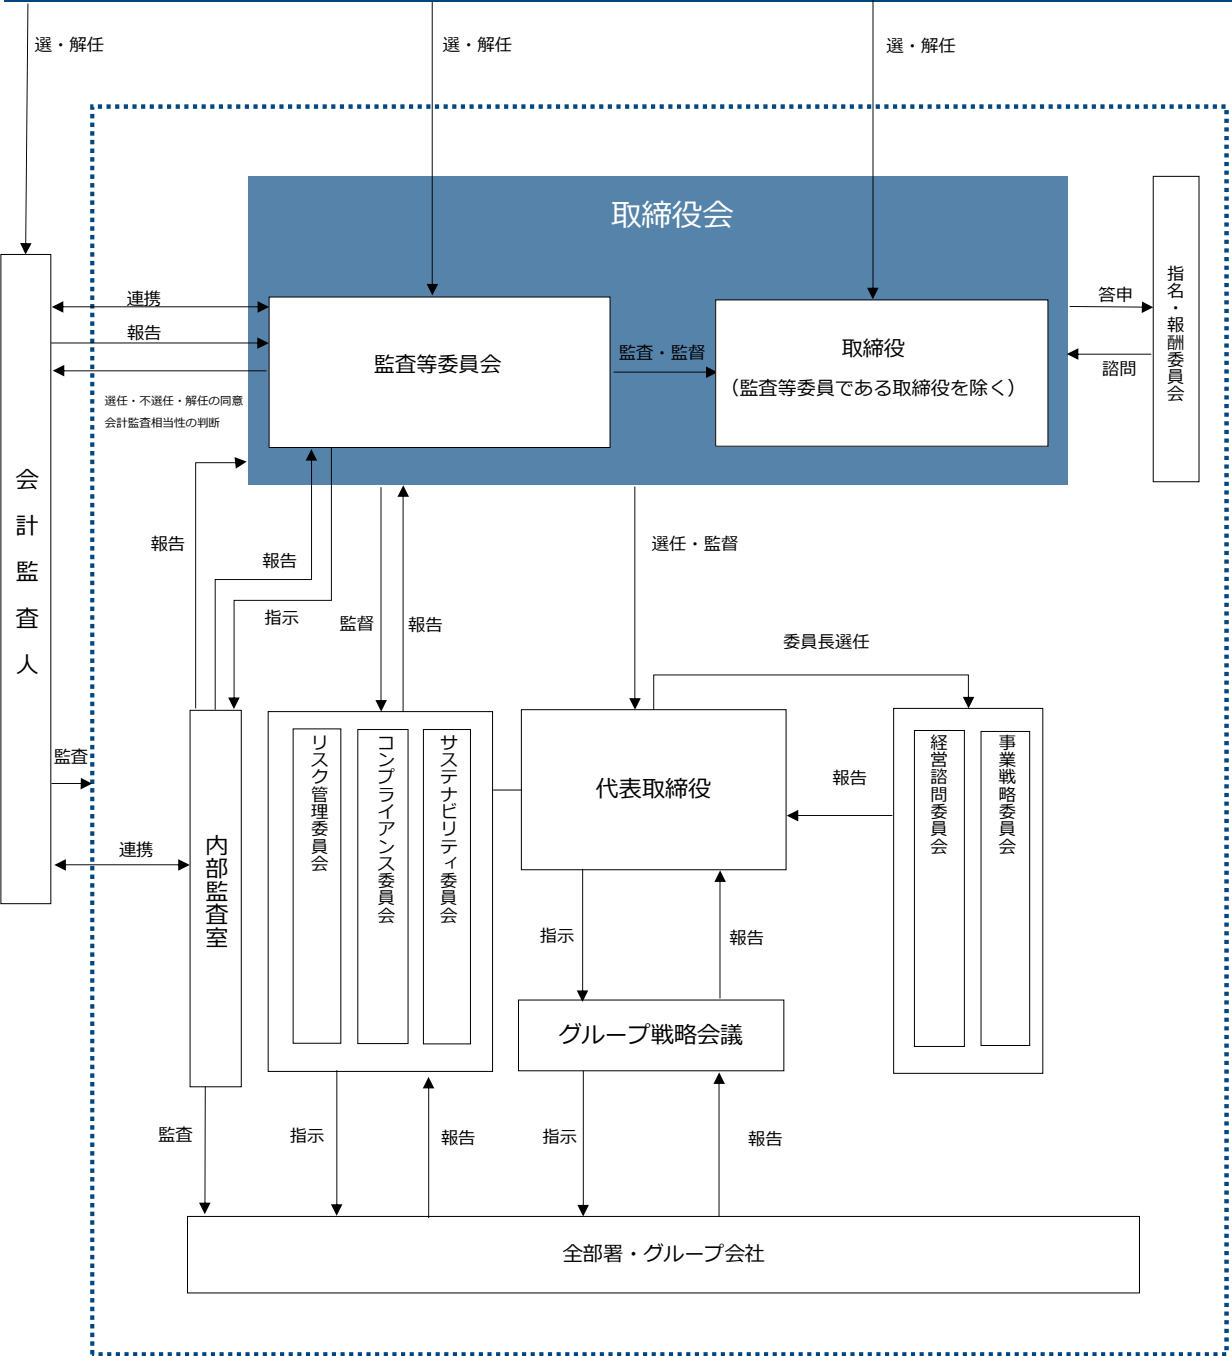 選・解任
選・解任
選・解任
取締役会
指名・報酬委員会
連携
報告
選任・不選任・解任の同意
会計監査相当性の判断
監査等委員会
監査・監督
取締役
（監査等委員である取締役を除く）
答申
諮問
会計監査人
報告
報告
指示
監督
報告
選任・監督
委員長選任
監査
連携
内部監査室
リスク管理委員会
コンプライアンス委員会
サステナビリティ委員会
代表取締役
報告
経営諮問委員会
事業戦略委員会
指示
報告
グループ戦略会議
監査
指示
報告
指示
報告
全部署・グループ会社